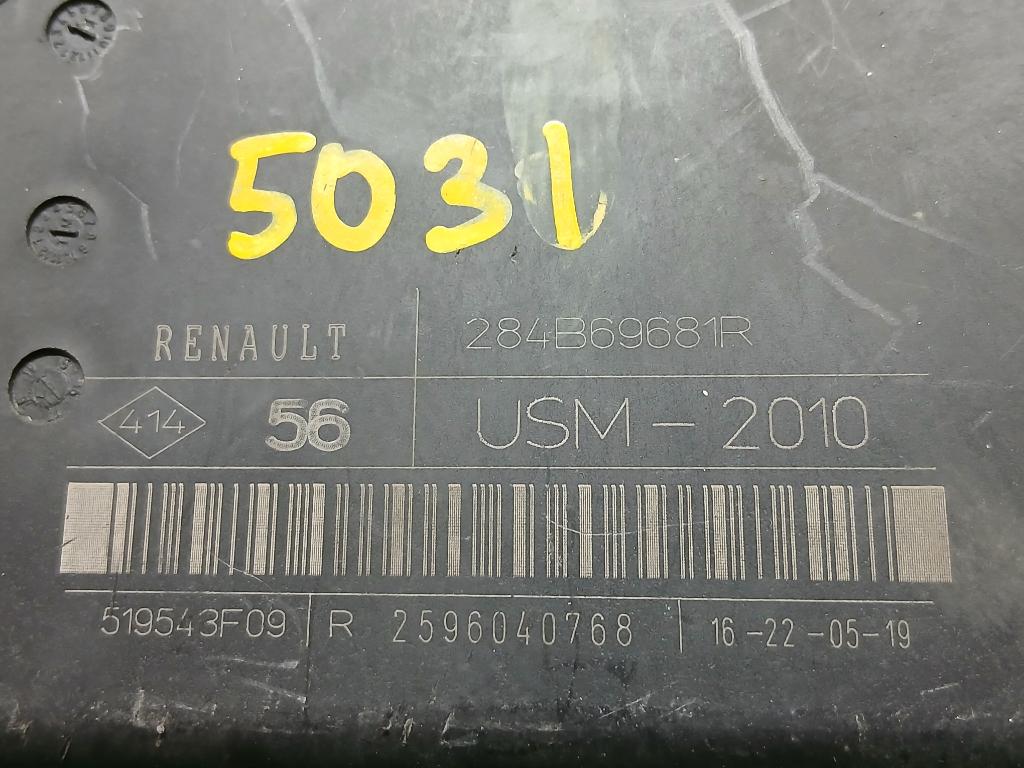 5031
RENAULT 284B69681R
414 56 USM - 2010
519543F09 R 2596040768 16-22-05-19